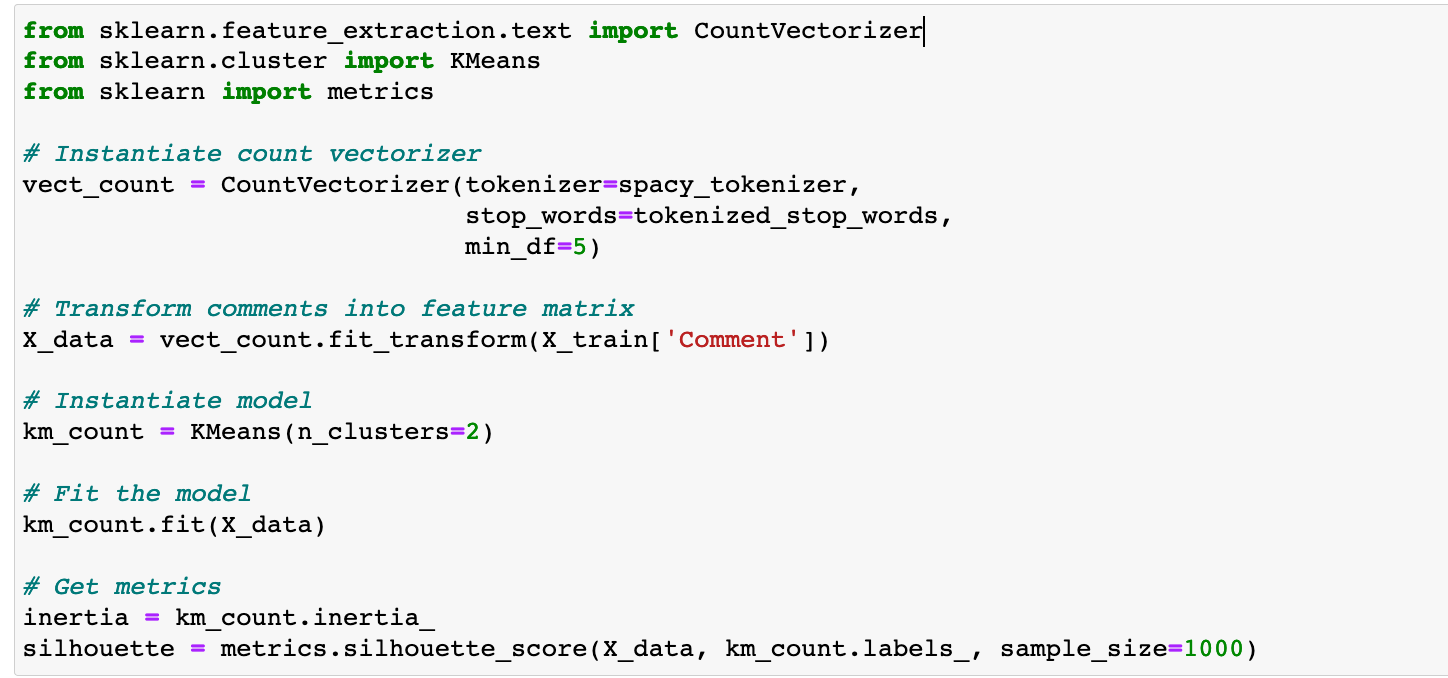 from sklearn.feature_extraction.text import CountVectorizer
from sklearn.cluster import KMeans
from sklearn import metrics
# Instantiate count vectorizer
vect_count = CountVectorizer(tokenizer=spacy_tokenizer,
stop_words=tokenized_stop_words,
min_df=5)
# Transform comments into feature matrix
X_data = vect_count.fit_transform(X_train['Comment'])
# Instantiate model
km_count = KMeans(n_clusters=2)
# Fit the model
km_count.fit(X_data)
# Get metrics
inertia = km_count.inertia_
silhouette = metrics.silhouette_score(X_data, km_count.labels_, sample_size=1000)